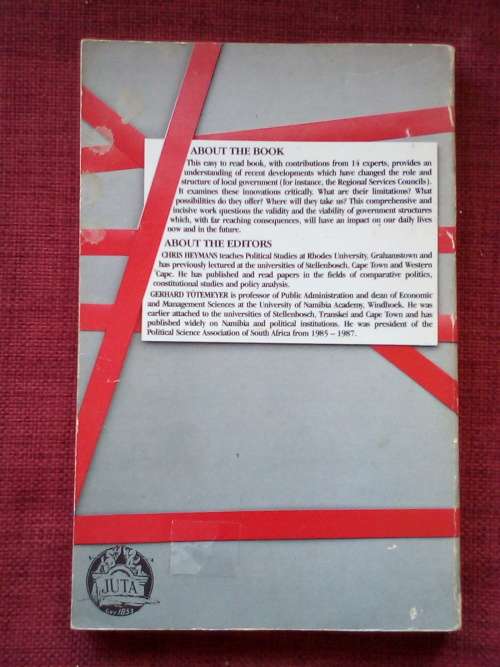 ABOUT THE BOOK
This easy to read book, with contributions from 14 experts, provides an
understanding of recent developments which have changed the role and
structure of local government (for instance, the Regional Services Councils).
It examines these innovations critically. What are their limitations? What
possibilities do they offer? Where will they take us? This comprehensive and
incisive work questions the validity and the viability of government structures
which, with far reaching consequences, will have an impact on our daily lives
now and in the future.
ABOUT THE EDITORS
CHRIS HEYMANS teaches Political Studies at Rhodes University, Grahamstown and
has previously lectured at the universities of Stellenbosch, Cape Town and Western
Cape. He has published and read papers in the fields of comparative politics,
constitutional studies and policy analysis.
GERHARD TÖTEMEYER is professor of Public Administration and dean of Economic
and Management Sciences at the University of Namibia Academy, Windhoek. He was
earlier attached to the universities of Stellenbosch, Transkei and Cape Town and has
published widely on Namibia and political institutions. He was president of the
Political Science Association of South Africa from 1985 – 1987.
JUTA
1853